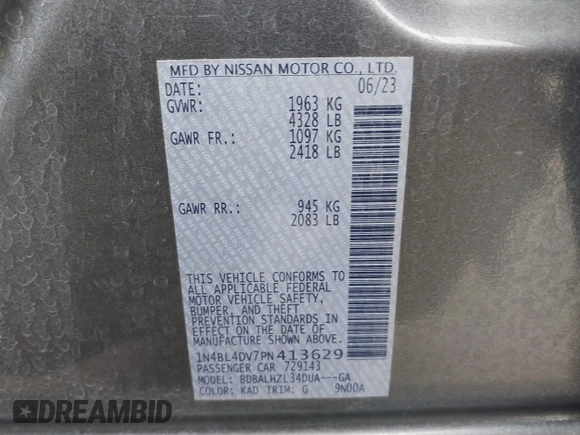 MFD BY NISSAN MOTOR CO., LTD.
DATE: 06/23
GVWR: 1963 KG
4328 LB
GAWR FR.: 1097 KG
2418 LB
GAWR RR.: 945 KG
2083 LB
THIS VEHICLE CONFORMS TO
ALL APPLICABLE FEDERAL
MOTOR VEHICLE SAFETY,
BUMPER, AND THEFT
PREVENTION STANDARDS IN
EFFECT ON THE DATE OF
MANUFACTURE SHOWN ABOVE.
1N4BL4DV7PN413629
PASSENGER CAR 729143
MODEL: BDBALHZL34DUA---GA
COLOR: KAD TRIM: G 9N00A
DREAMBID